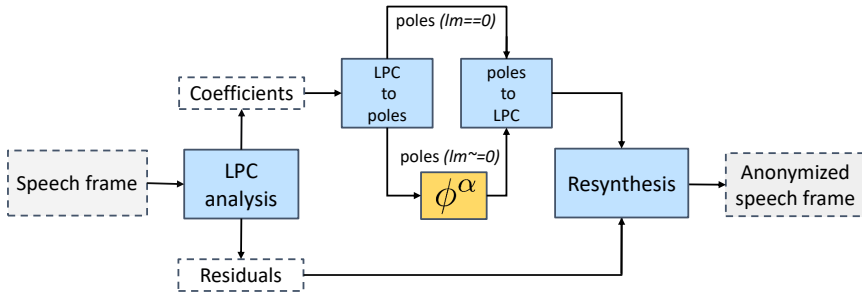 poles (Im==0)
LPC
to
poles
poles
to
LPC
Coefficients
poles (Im~=0)
Speech frame
LPC
analysis
ϕ^α
Resynthesis
Anonymized
speech frame
Residuals